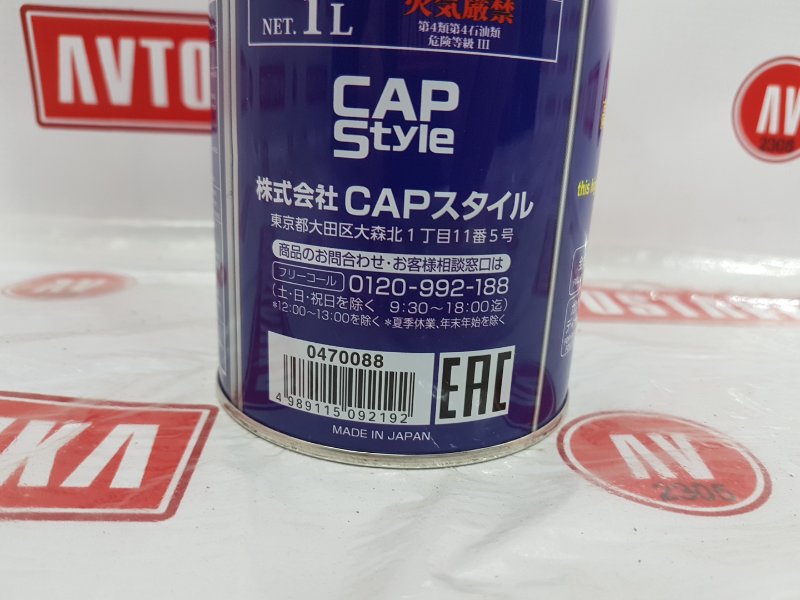 NET. 1L
火気厳禁
第4類第4石油類
危険等級 III
CAP
Style
株式会社 CAPスタイル
東京都大田区大森北1丁目11番5号
商品のお問合わせ・お客様相談窓口は
フリーコール 0120-992-188
(土・日・祝日を除く 9:30～18:00迄)
*12:00～13:00を除く *夏季休業、年末年始を除く
0470088
4 989115 092192
EAC
MADE IN JAPAN
this
AV
2306
AV
2306